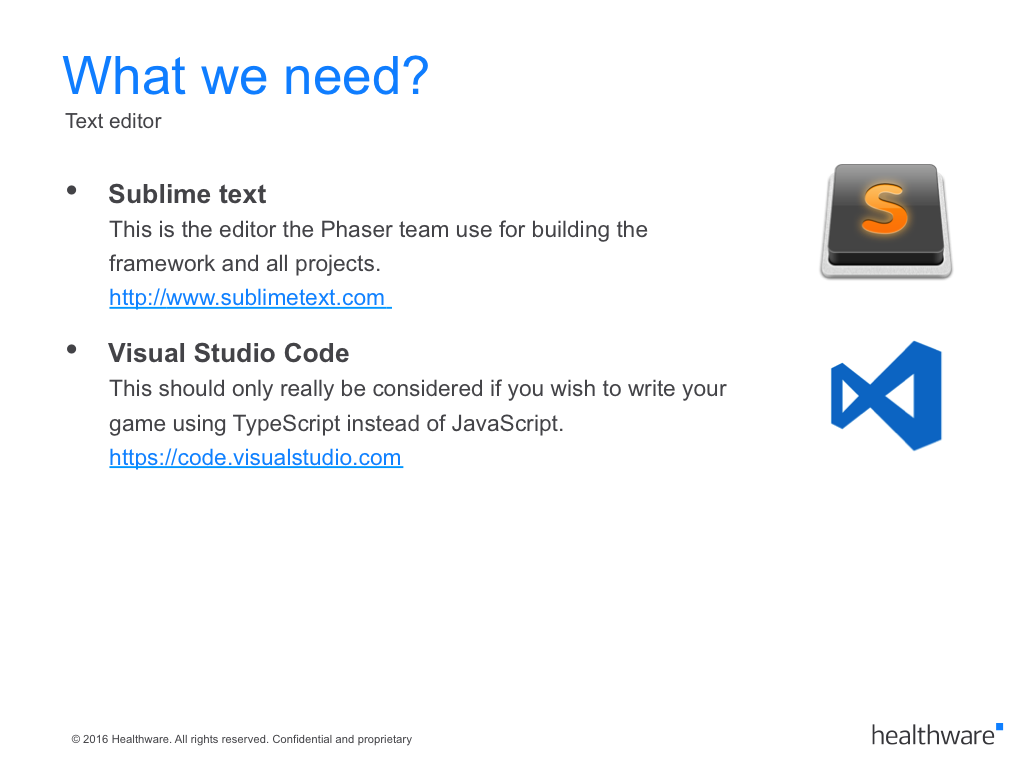 What we need?
Text editor
• Sublime text
This is the editor the Phaser team use for building the
framework and all projects.
http://www.sublimetext.com
• Visual Studio Code
This should only really be considered if you wish to write your
game using TypeScript instead of JavaScript.
https://code.visualstudio.com
S
© 2016 Healthware. All rights reserved. Confidential and proprietary
healthware